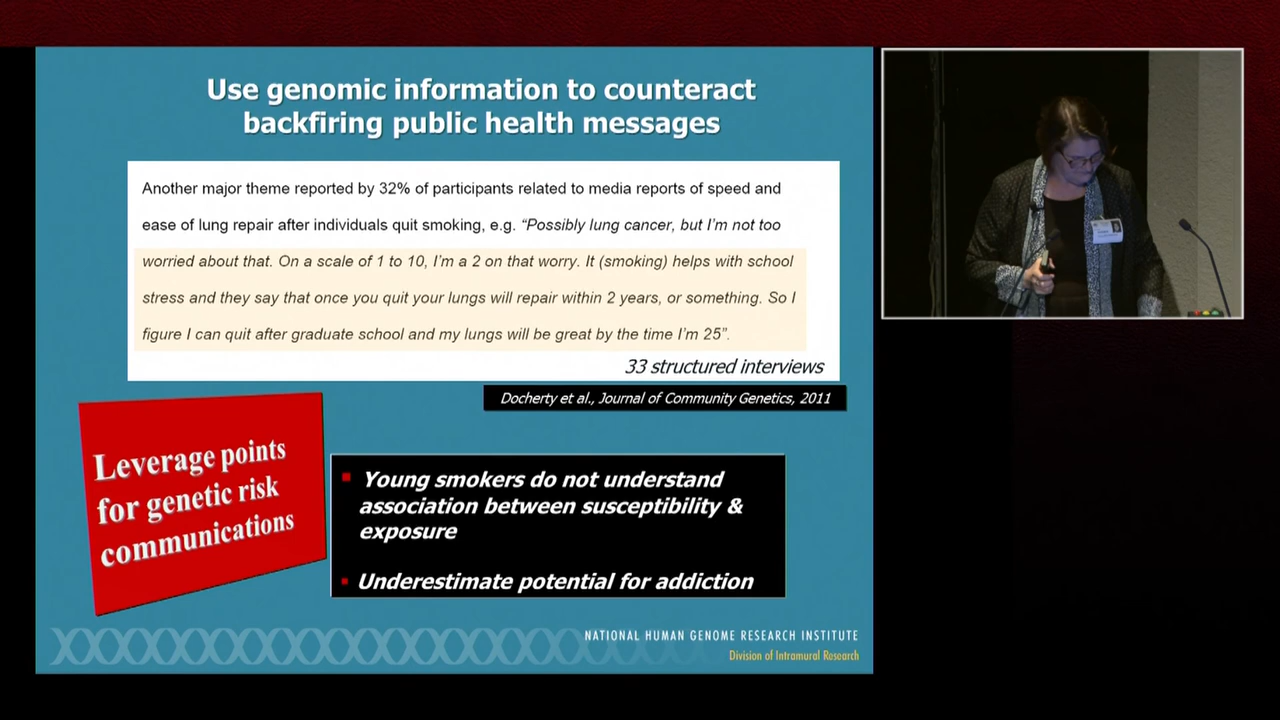 Use genomic information to counteract
backfiring public health messages
Another major theme reported by 32% of participants related to media reports of speed and
ease of lung repair after individuals quit smoking, e.g. “Possibly lung cancer, but I’m not too
worried about that. On a scale of 1 to 10, I’m a 2 on that worry. It (smoking) helps with school
stress and they say that once you quit your lungs will repair within 2 years, or something. So I
figure I can quit after graduate school and my lungs will be great by the time I’m 25”.
33 structured interviews
Docherty et al., Journal of Community Genetics, 2011
Leverage points
for genetic risk
communications
Young smokers do not understand
association between susceptibility &
exposure
Underestimate potential for addiction
NATIONAL HUMAN GENOME RESEARCH INSTITUTE
Division of Intramural Research